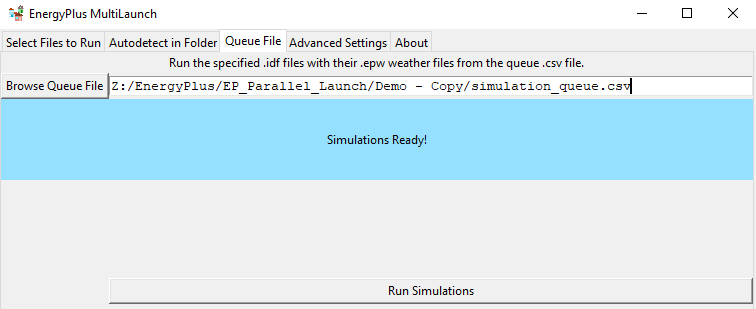 EnergyPlus MultiLaunch
Select Files to Run Autodetect in Folder Queue File Advanced Settings About
Run the specified .idf files with their .epw weather files from the queue .csv file.
Browse Queue File Z:/EnergyPlus/EP_Parallel_Launch/Demo - Copy/simulation_queue.csv
Simulations Ready!
Run Simulations